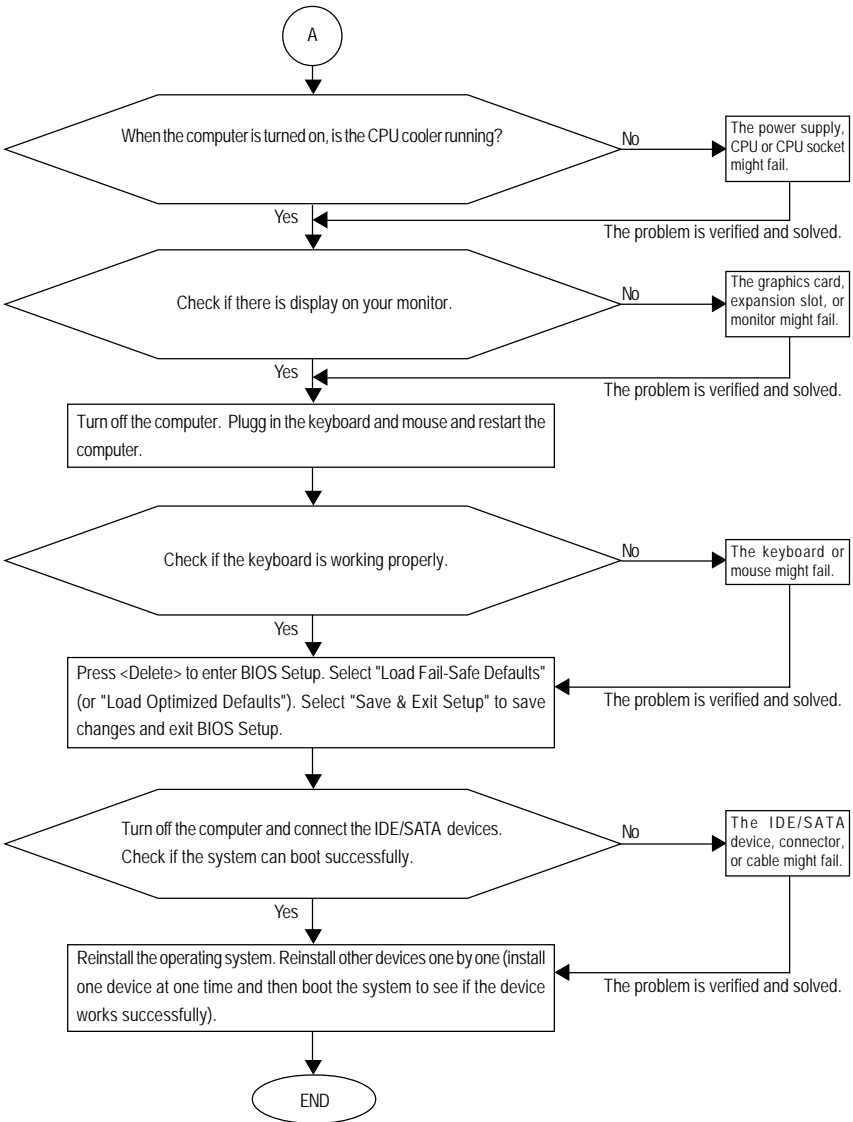 A
When the computer is turned on, is the CPU cooler running?
No
The power supply,
CPU or CPU socket
might fail.
Yes
The problem is verified and solved.
Check if there is display on your monitor.
No
The graphics card,
expansion slot, or
monitor might fail.
Yes
The problem is verified and solved.
Turn off the computer. Plugg in the keyboard and mouse and restart the
computer.
Check if the keyboard is working properly.
No
The keyboard or
mouse might fail.
Yes
Press <Delete> to enter BIOS Setup. Select "Load Fail-Safe Defaults"
(or "Load Optimized Defaults"). Select "Save & Exit Setup" to save
changes and exit BIOS Setup.
The problem is verified and solved.
Turn off the computer and connect the IDE/SATA devices.
Check if the system can boot successfully.
No
The IDE/SATA
device, connector,
or cable might fail.
Yes
Reinstall the operating system. Reinstall other devices one by one (install
one device at one time and then boot the system to see if the device
works successfully).
The problem is verified and solved.
END